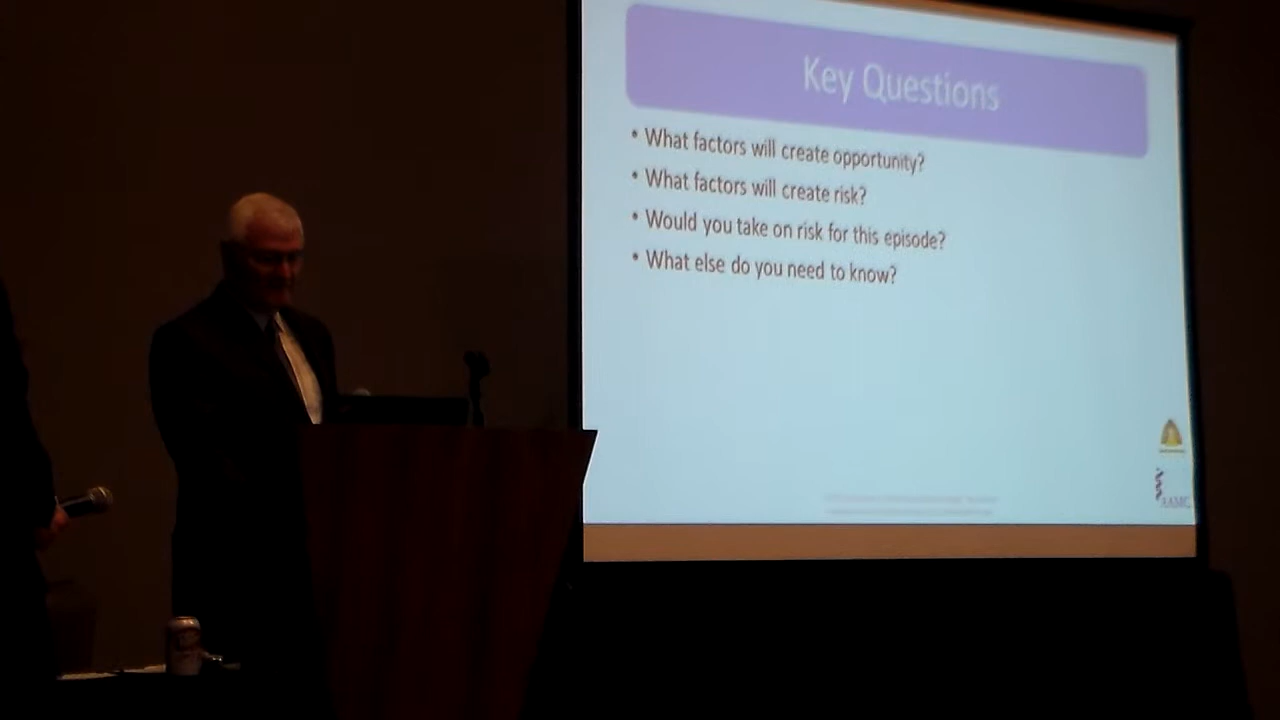 Key Questions
• What factors will create opportunity?
• What factors will create risk?
• Would you take on risk for this episode?
• What else do you need to know?
AAMC